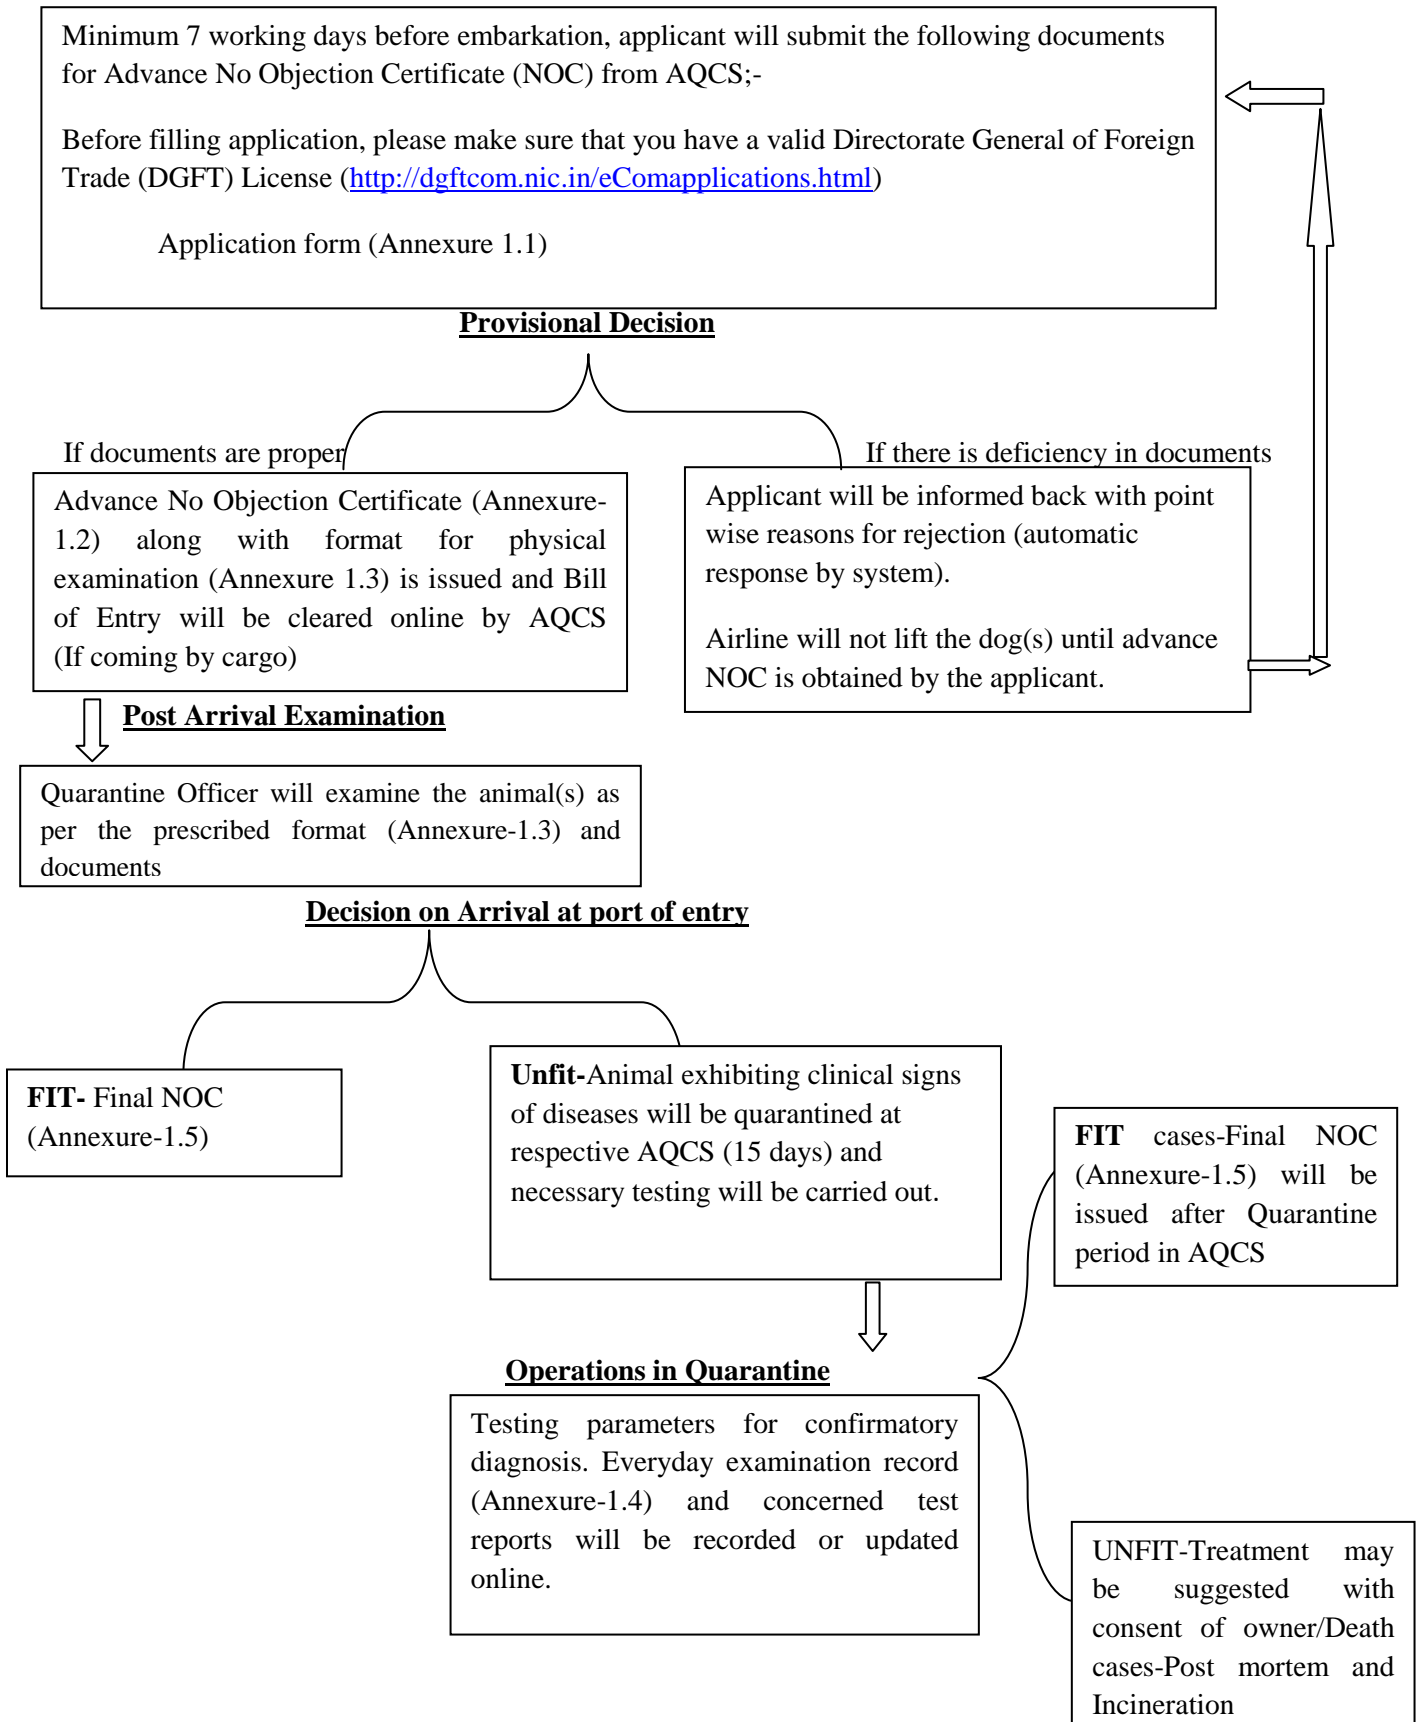 Minimum 7 working days before embarkation, applicant will submit the following documents
for Advance No Objection Certificate (NOC) from AQCS;-
Before filling application, please make sure that you have a valid Directorate General of Foreign
Trade (DGFT) License (http://dgftcom.nic.in/eComapplications.html)
Application form (Annexure 1.1)
Provisional Decision
If documents are proper
Advance No Objection Certificate (Annexure-
1.2) along with format for physical
examination (Annexure 1.3) is issued and Bill
of Entry will be cleared online by AQCS
(If coming by cargo)
If there is deficiency in documents
Applicant will be informed back with point
wise reasons for rejection (automatic
response by system).
Airline will not lift the dog(s) until advance
NOC is obtained by the applicant.
Post Arrival Examination
Quarantine Officer will examine the animal(s) as
per the prescribed format (Annexure-1.3) and
documents
Decision on Arrival at port of entry
FIT- Final NOC
(Annexure-1.5)
Unfit-Animal exhibiting clinical signs
of diseases will be quarantined at
respective AQCS (15 days) and
necessary testing will be carried out.
Operations in Quarantine
Testing parameters for confirmatory
diagnosis. Everyday examination record
(Annexure-1.4) and concerned test
reports will be recorded or updated
online.
FIT cases-Final NOC
(Annexure-1.5) will be
issued after Quarantine
period in AQCS
UNFIT-Treatment may
be suggested with
consent of owner/Death
cases-Post mortem and
Incineration